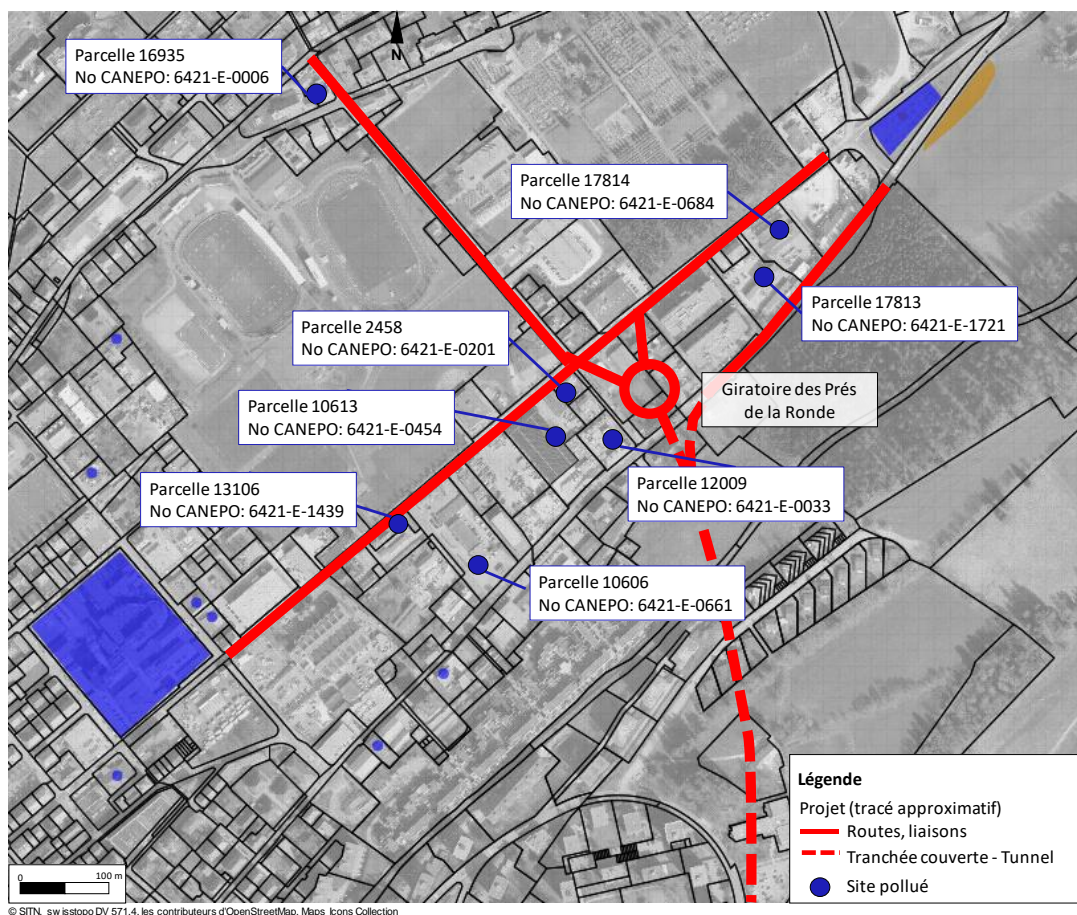 Parcelle 16935
No CANEPO: 6421-E-0006
N
Parcelle 17814
No CANEPO: 6421-E-0684
Parcelle 17813
No CANEPO: 6421-E-1721
Parcelle 2458
No CANEPO: 6421-E-0201
Giratoire des Prés
de la Ronde
Parcelle 10613
No CANEPO: 6421-E-0454
Parcelle 13106
No CANEPO: 6421-E-1439
Parcelle 12009
No CANEPO: 6421-E-0033
Parcelle 10606
No CANEPO: 6421-E-0661
Légende
Projet (tracé approximatif)
Routes, liaisons
Tranchée couverte - Tunnel
Site pollué
0 100 m
© SITN, swisstopo DV 571.4, les contributeurs d'OpenStreetMap, Maps Icons Collection